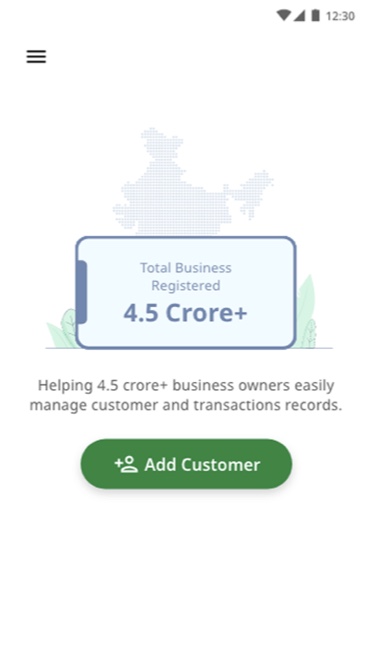 12:30
Total Business
Registered
4.5 Crore+
Helping 4.5 crore+ business owners easily
manage customer and transactions records.
Add Customer